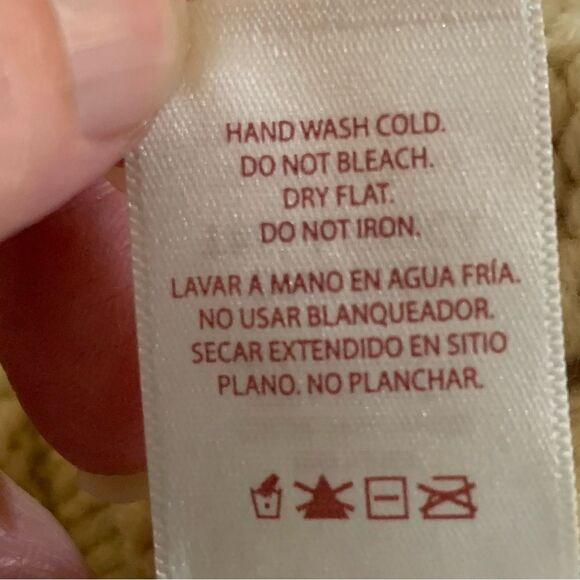 HAND WASH COLD.
DO NOT BLEACH.
DRY FLAT.
DO NOT IRON.
LAVAR A MANO EN AGUA FRÍA.
NO USAR BLANQUEADOR.
SECAR EXTENDIDO EN SITIO
PLANO. NO PLANCHAR.